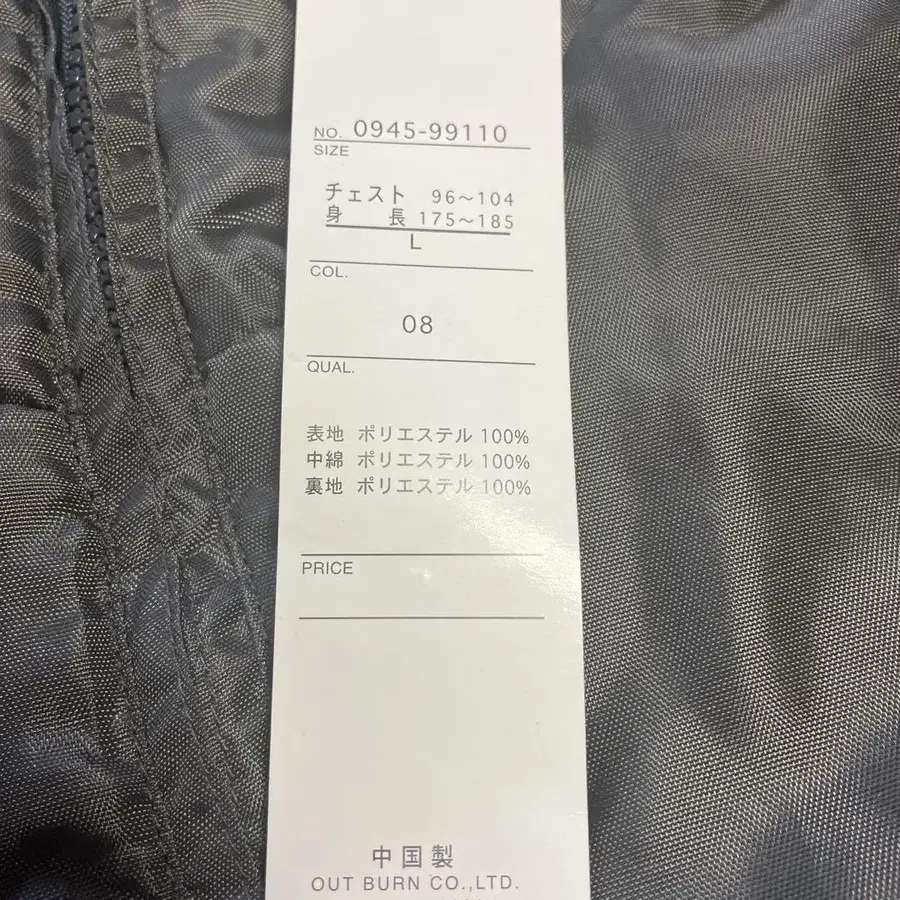 NO. 0945-99110
SIZE
チェスト 96～104
身長 175～185
L
COL.
08
QUAL.
表地 ポリエステル 100%
中綿 ポリエステル 100%
裏地 ポリエステル 100%
PRICE
中国製
OUT BURN CO.,LTD.